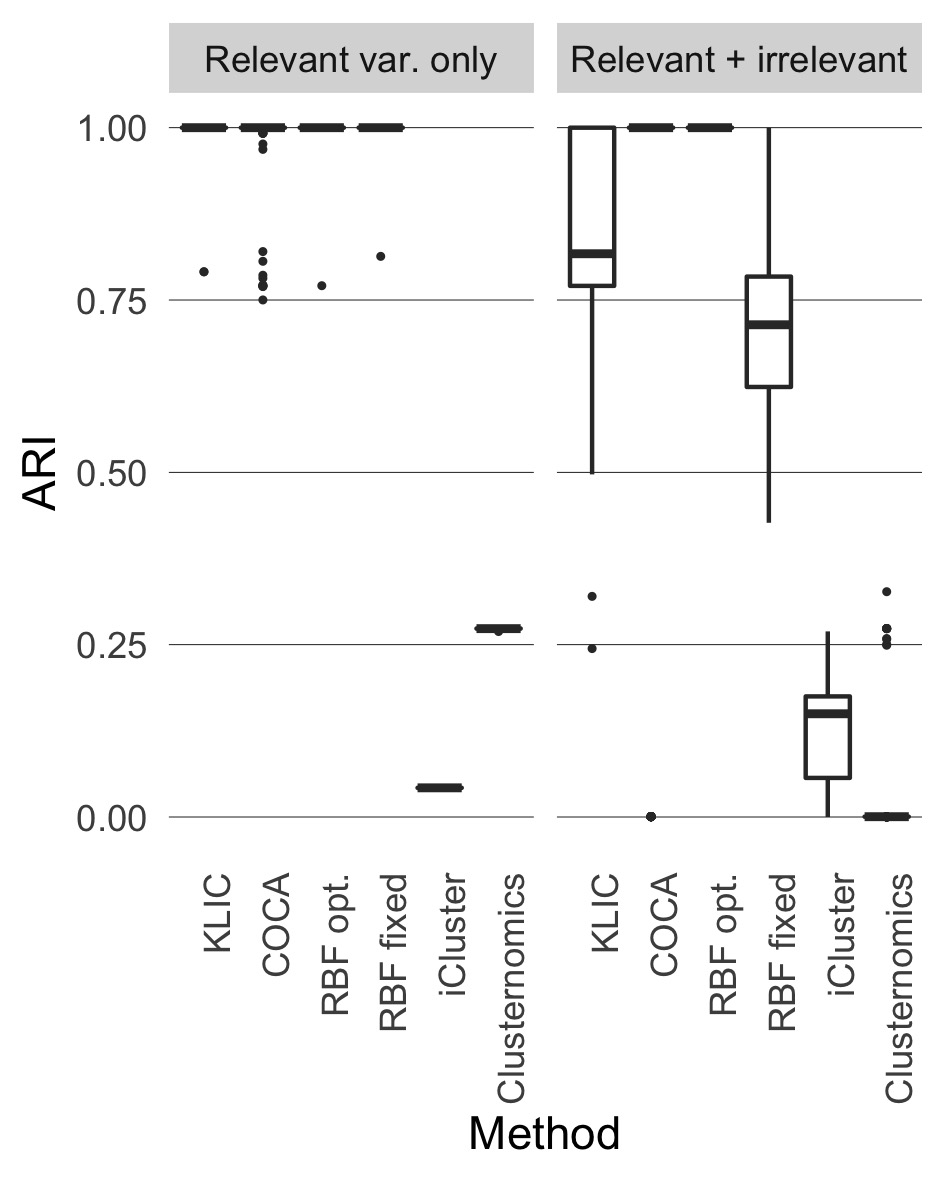 Relevant var. only
Relevant + irrelevant
1.00
0.75
0.50
0.25
0.00
ARI
KLIC
COCA
RBF opt.
RBF fixed
iCluster
Clusternomics
KLIC
COCA
RBF opt.
RBF fixed
iCluster
Clusternomics
Method